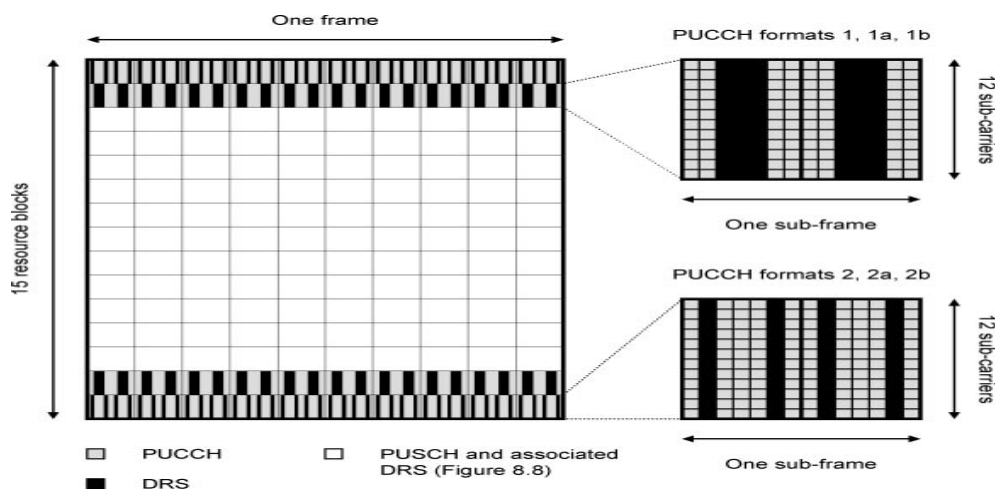 One frame
PUCCH formats 1, 1a, 1b
15 resource blocks
12 sub-carriers
One sub-frame
PUCCH formats 2, 2a, 2b
12 sub-carriers
One sub-frame
PUCCH
PUSCH and associated
DRS (Figure 8.8)
DRS